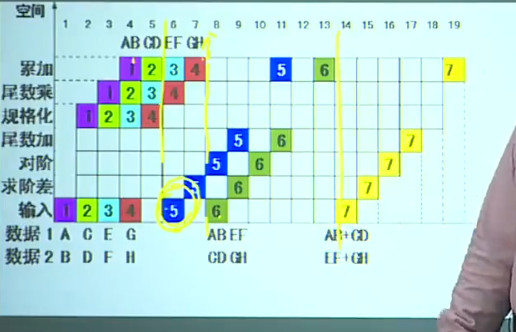 空间
1 2 3 4 5 6 7 8 9 10 11 12 13 14 15 16 17 18 19
AB CD EF GH
累加 1 2 3 4 5 6 7
尾数乘 1 2 3 4
规格化 1 2 3 4
尾数加 5 6 7
对阶 5 6 7
求阶差 5 6 7
输入 1 2 3 4 5 6 7
数据 1 A C E G AB EF AB+CD
数据 2 B D F H CD GH EF+GH